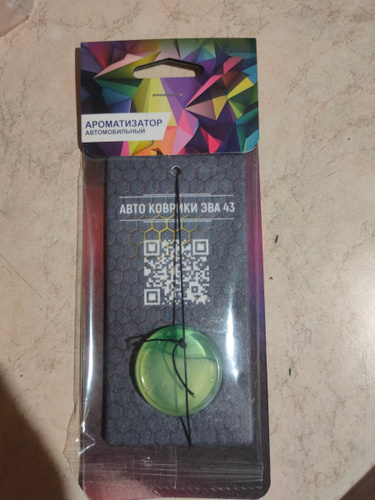 АРОМАТИЗАТОР
АВТОМОБИЛЬНЫЙ
АВТО КОВРИКИ ЭВА 43